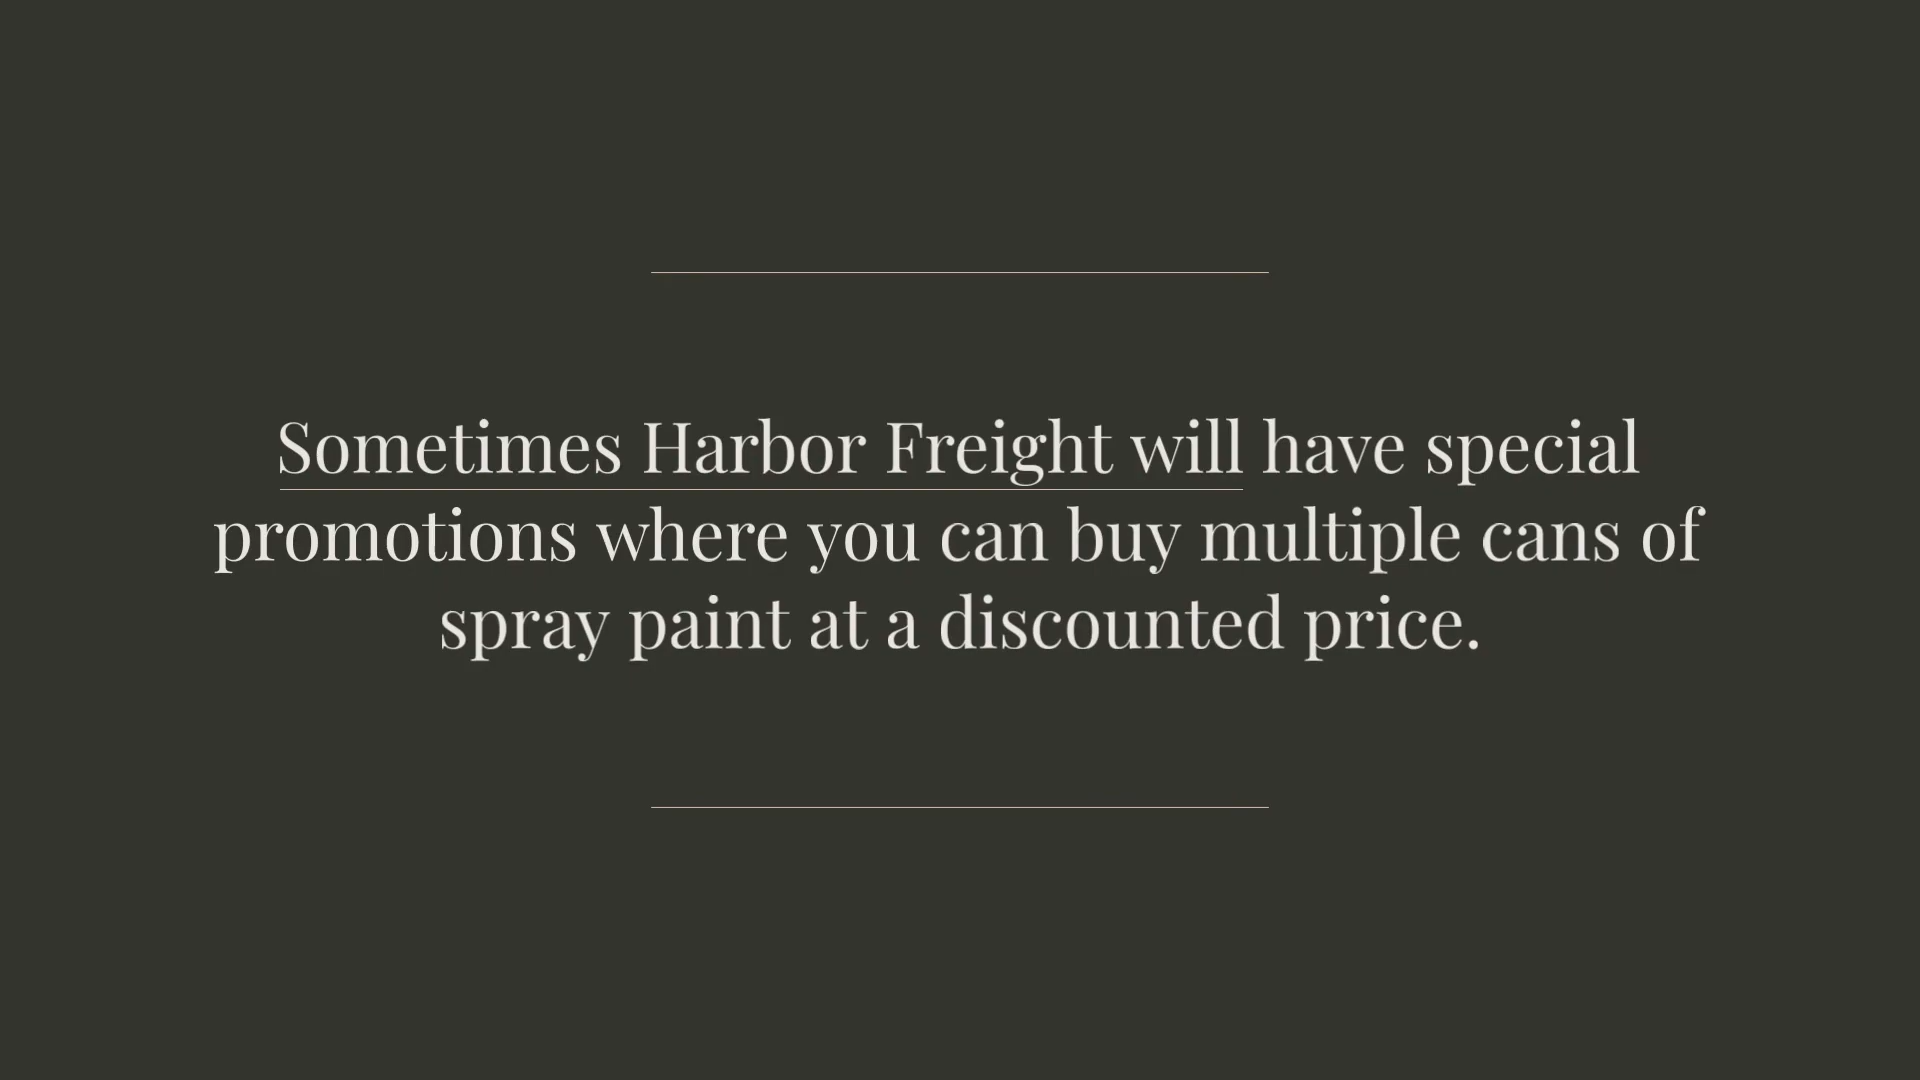 Sometimes Harbor Freight will have special
promotions where you can buy multiple cans of
spray paint at a discounted price.